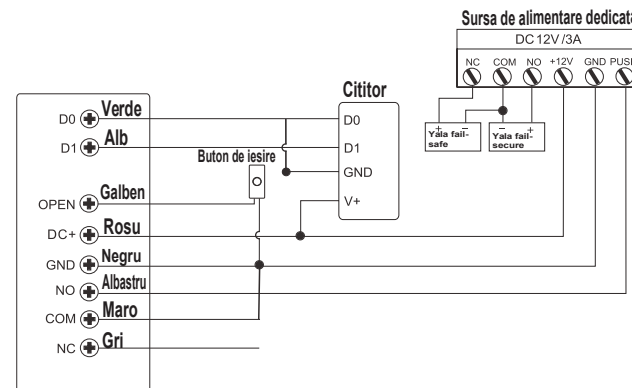 Sursa de alimentare dedicata
DC 12V/3A
NC COM NO +12V GND PUSH
Cititor
Verde
D0
D0
Alb
D1
D1
Buton de iesire
GND
+ Yala fail- -
safe
- Yala fail- +
secure
Galben
OPEN
V+
Rosu
DC+
Negru
GND
Albastru
NO
Maro
COM
Gri
NC